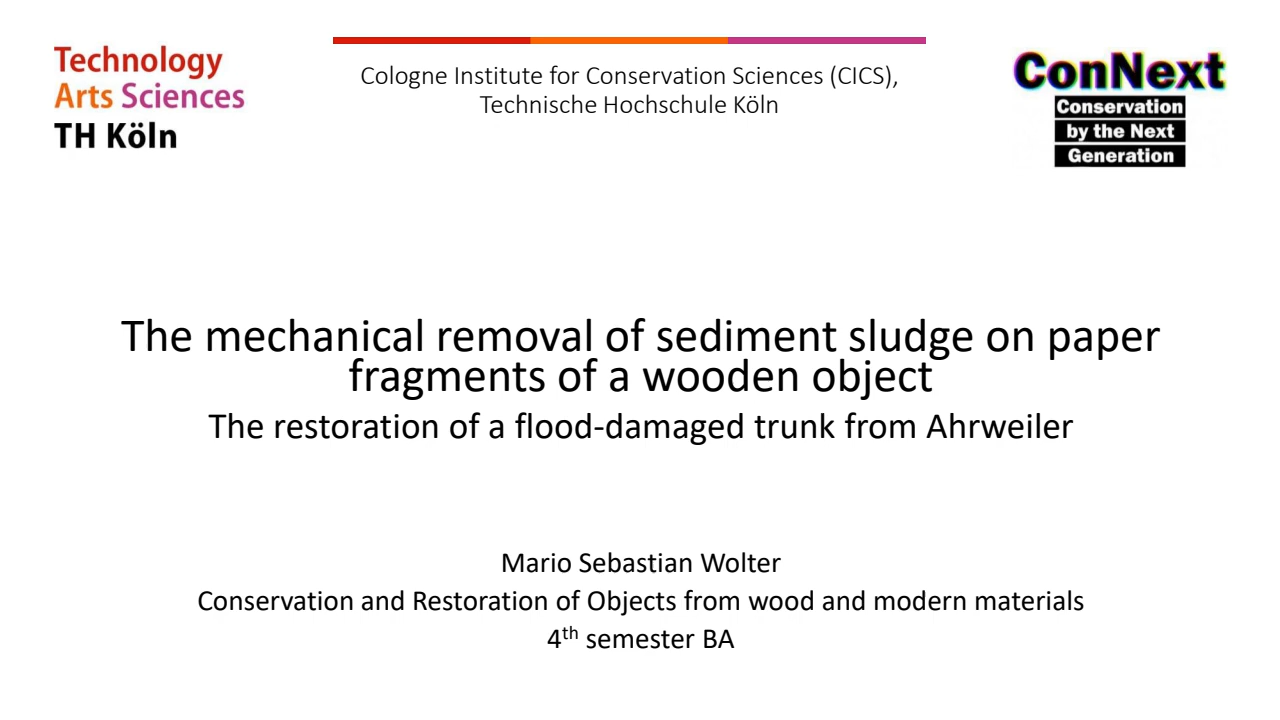 Technology
Arts Sciences
TH Köln
Cologne Institute for Conservation Sciences (CICS),
Technische Hochschule Köln
ConNext
Conservation
by the Next
Generation
The mechanical removal of sediment sludge on paper
fragments of a wooden object
The restoration of a flood-damaged trunk from Ahrweiler
Mario Sebastian Wolter
Conservation and Restoration of Objects from wood and modern materials
4th semester BA